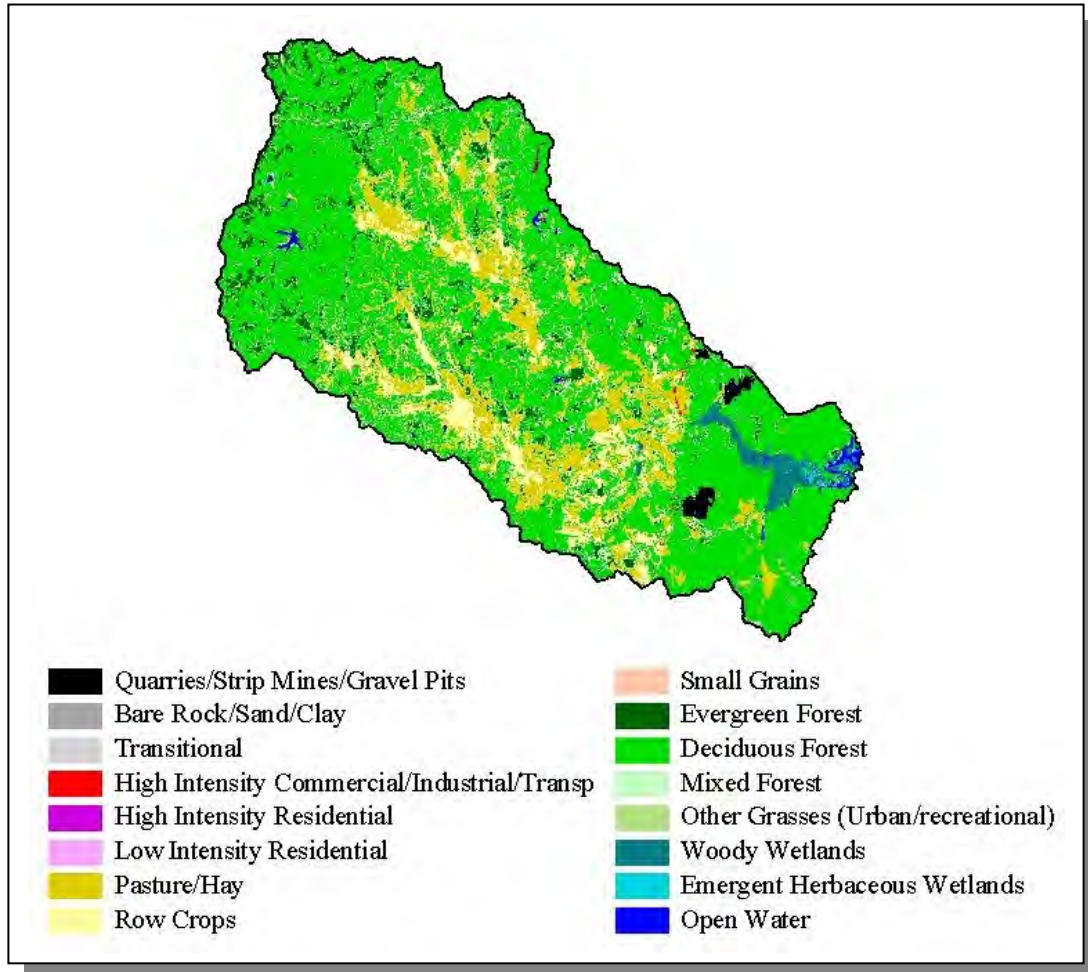 Quarries/Strip Mines/Gravel Pits
Bare Rock/Sand/Clay
Transitional
High Intensity Commercial/Industrial/Transp
High Intensity Residential
Low Intensity Residential
Pasture/Hay
Row Crops
Small Grains
Evergreen Forest
Deciduous Forest
Mixed Forest
Other Grasses (Urban/recreational)
Woody Wetlands
Emergent Herbaceous Wetlands
Open Water